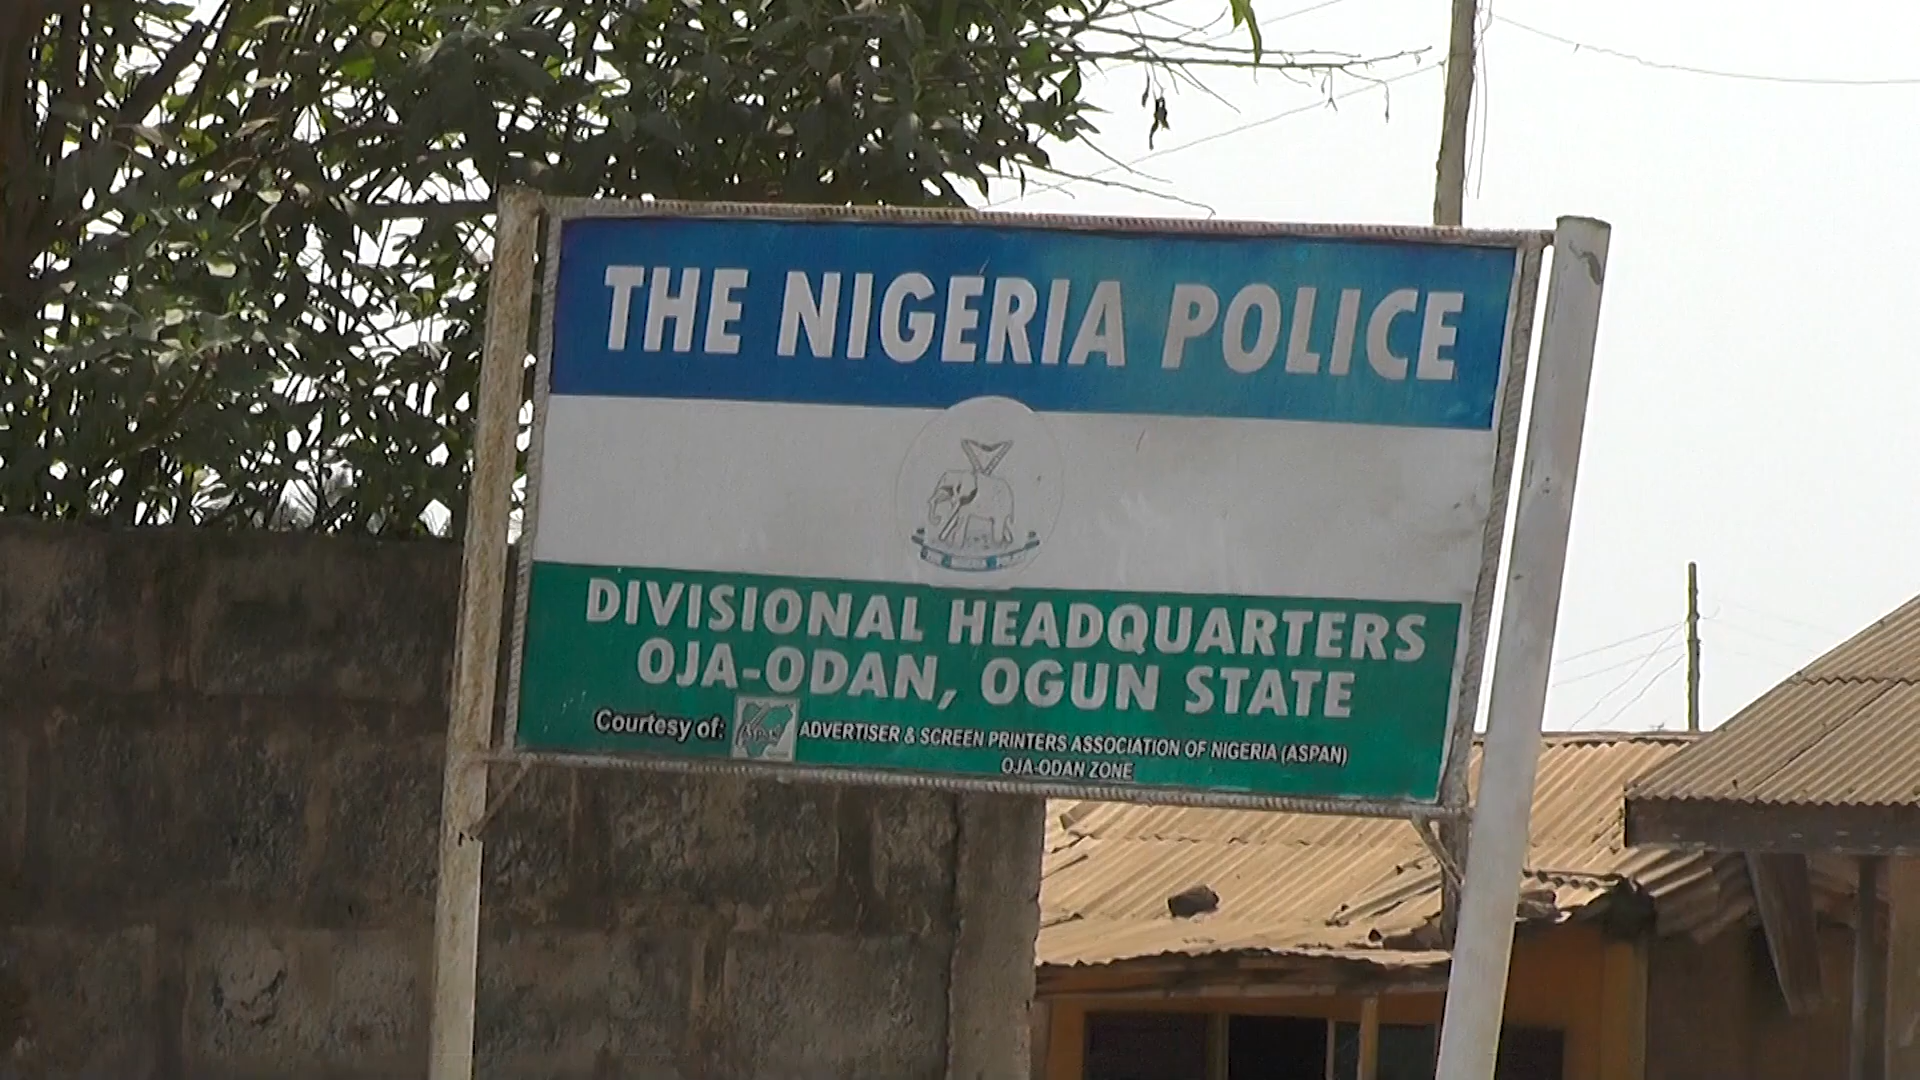 THE NIGERIA POLICE
DIVISIONAL HEADQUARTERS
OJA-ODAN, OGUN STATE
Courtesy of: ADVERTISER & SCREEN PRINTERS ASSOCIATION OF NIGERIA (ASPAN)
OJA-ODAN ZONE